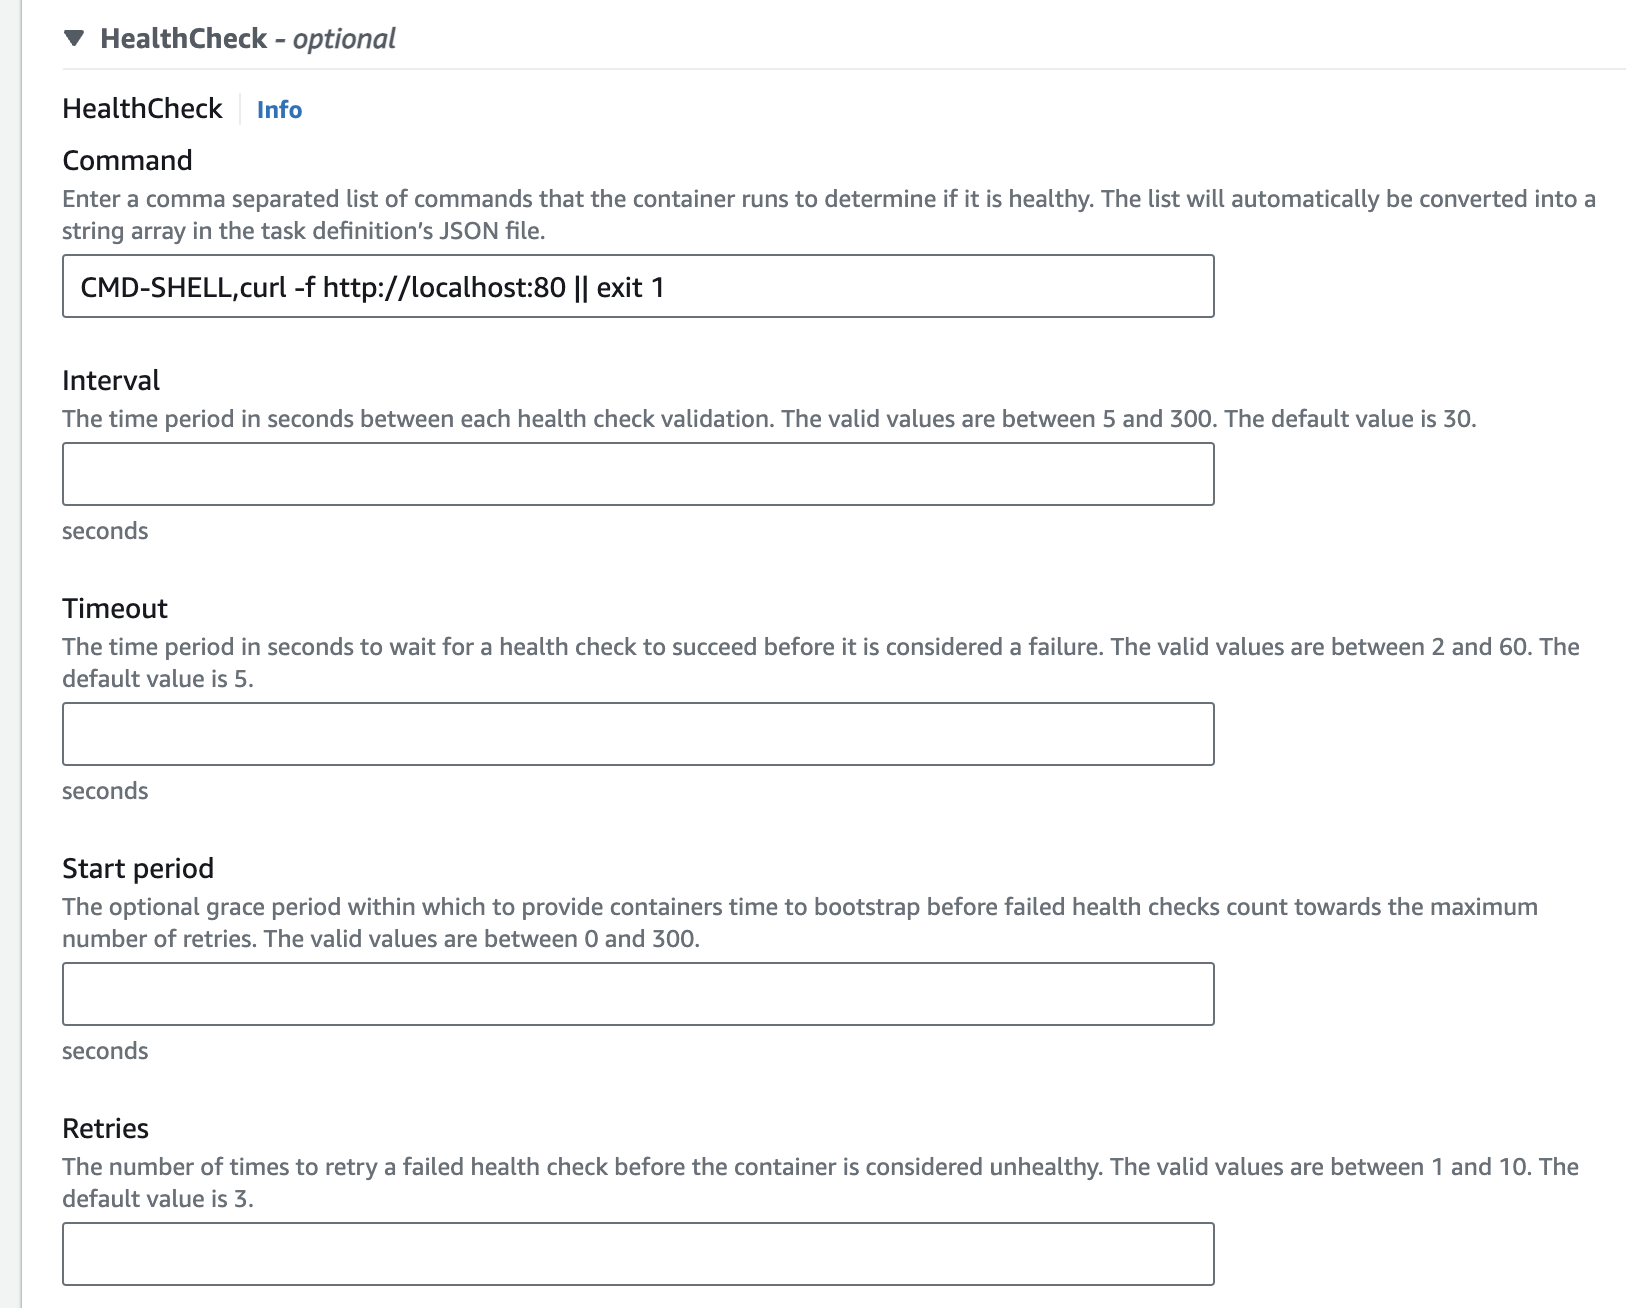 HealthCheck - optional
HealthCheck Info
Command
Enter a comma separated list of commands that the container runs to determine if it is healthy. The list will automatically be converted into a
string array in the task definition's JSON file.
CMD-SHELL,curl -f http://localhost:80 || exit 1
Interval
The time period in seconds between each health check validation. The valid values are between 5 and 300. The default value is 30.
seconds
Timeout
The time period in seconds to wait for a health check to succeed before it is considered a failure. The valid values are between 2 and 60. The
default value is 5.
seconds
Start period
The optional grace period within which to provide containers time to bootstrap before failed health checks count towards the maximum
number of retries. The valid values are between 0 and 300.
seconds
Retries
The number of times to retry a failed health check before the container is considered unhealthy. The valid values are between 1 and 10. The
default value is 3.